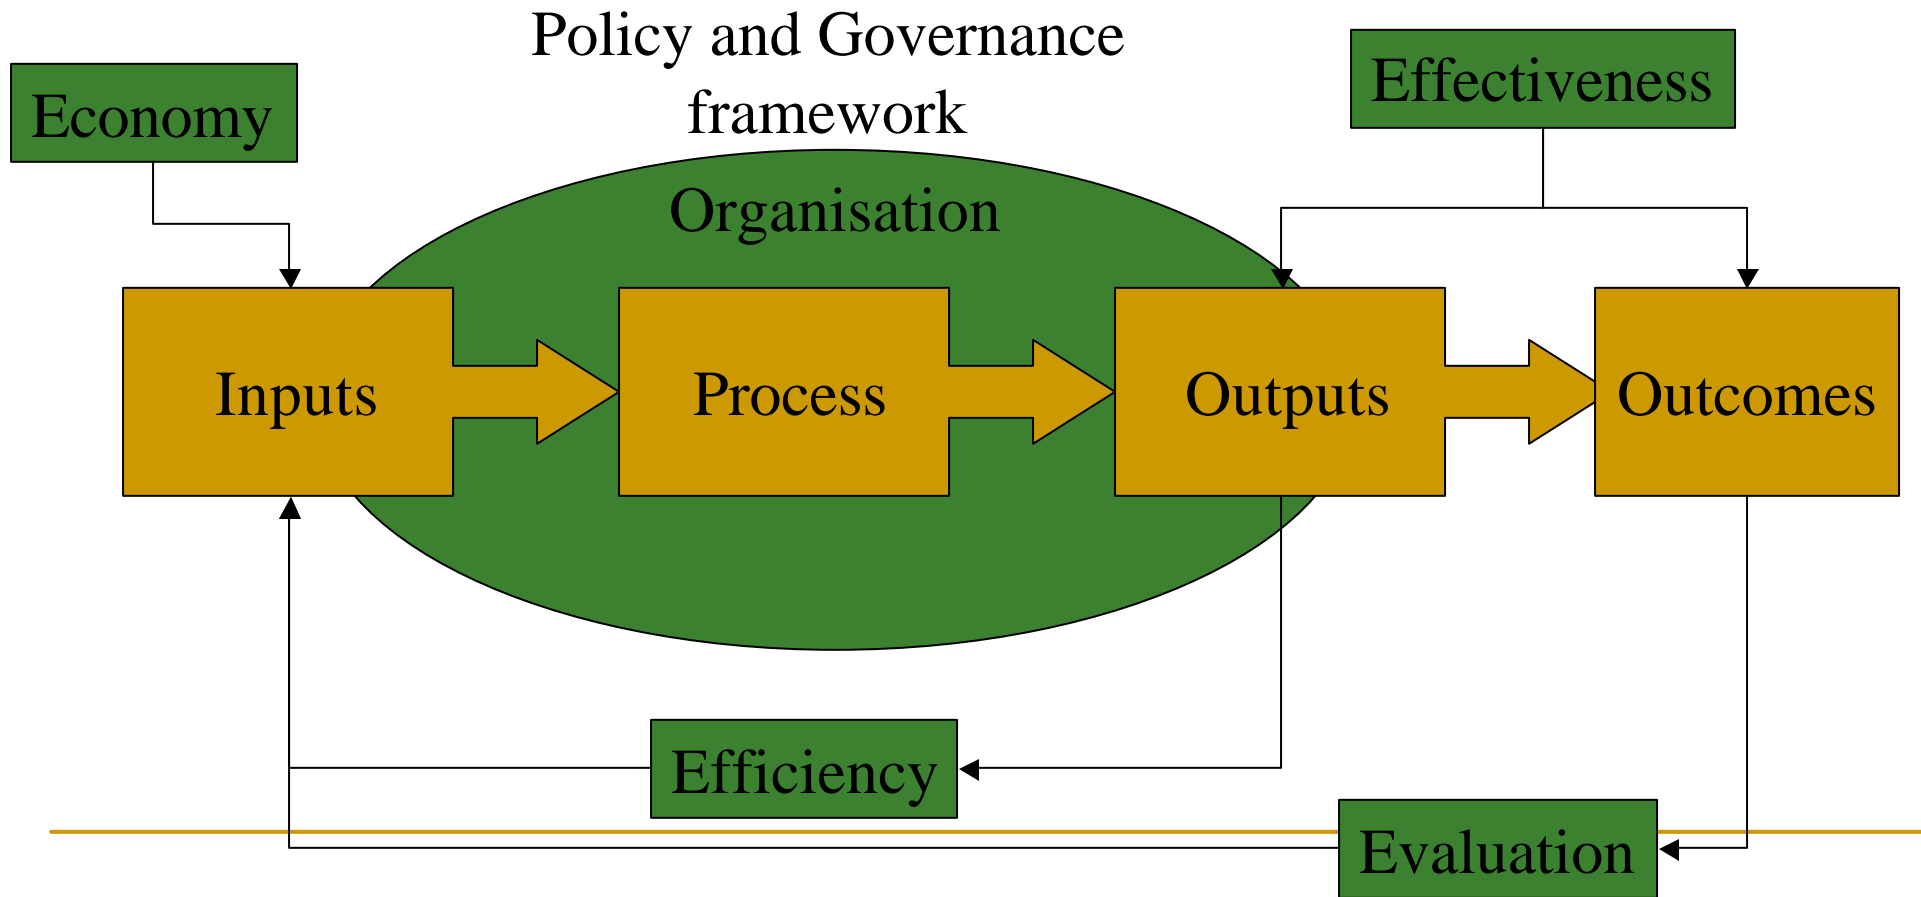 Policy and Governance
framework
Economy
Effectiveness
Organisation
Inputs
Process
Outputs
Outcomes
Efficiency
Evaluation